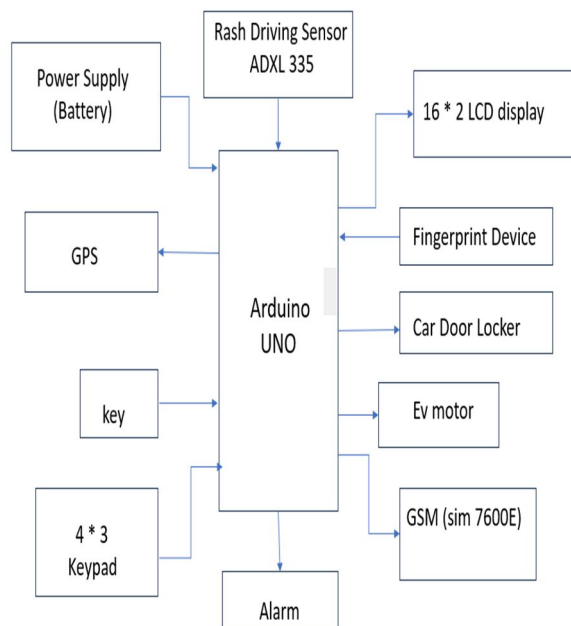 Rash Driving Sensor
ADXL 335
Power Supply
(Battery)
16 * 2 LCD display
GPS
Fingerprint Device
Arduino
UNO
Car Door Locker
key
Ev motor
4 * 3
Keypad
GSM (sim 7600E)
Alarm